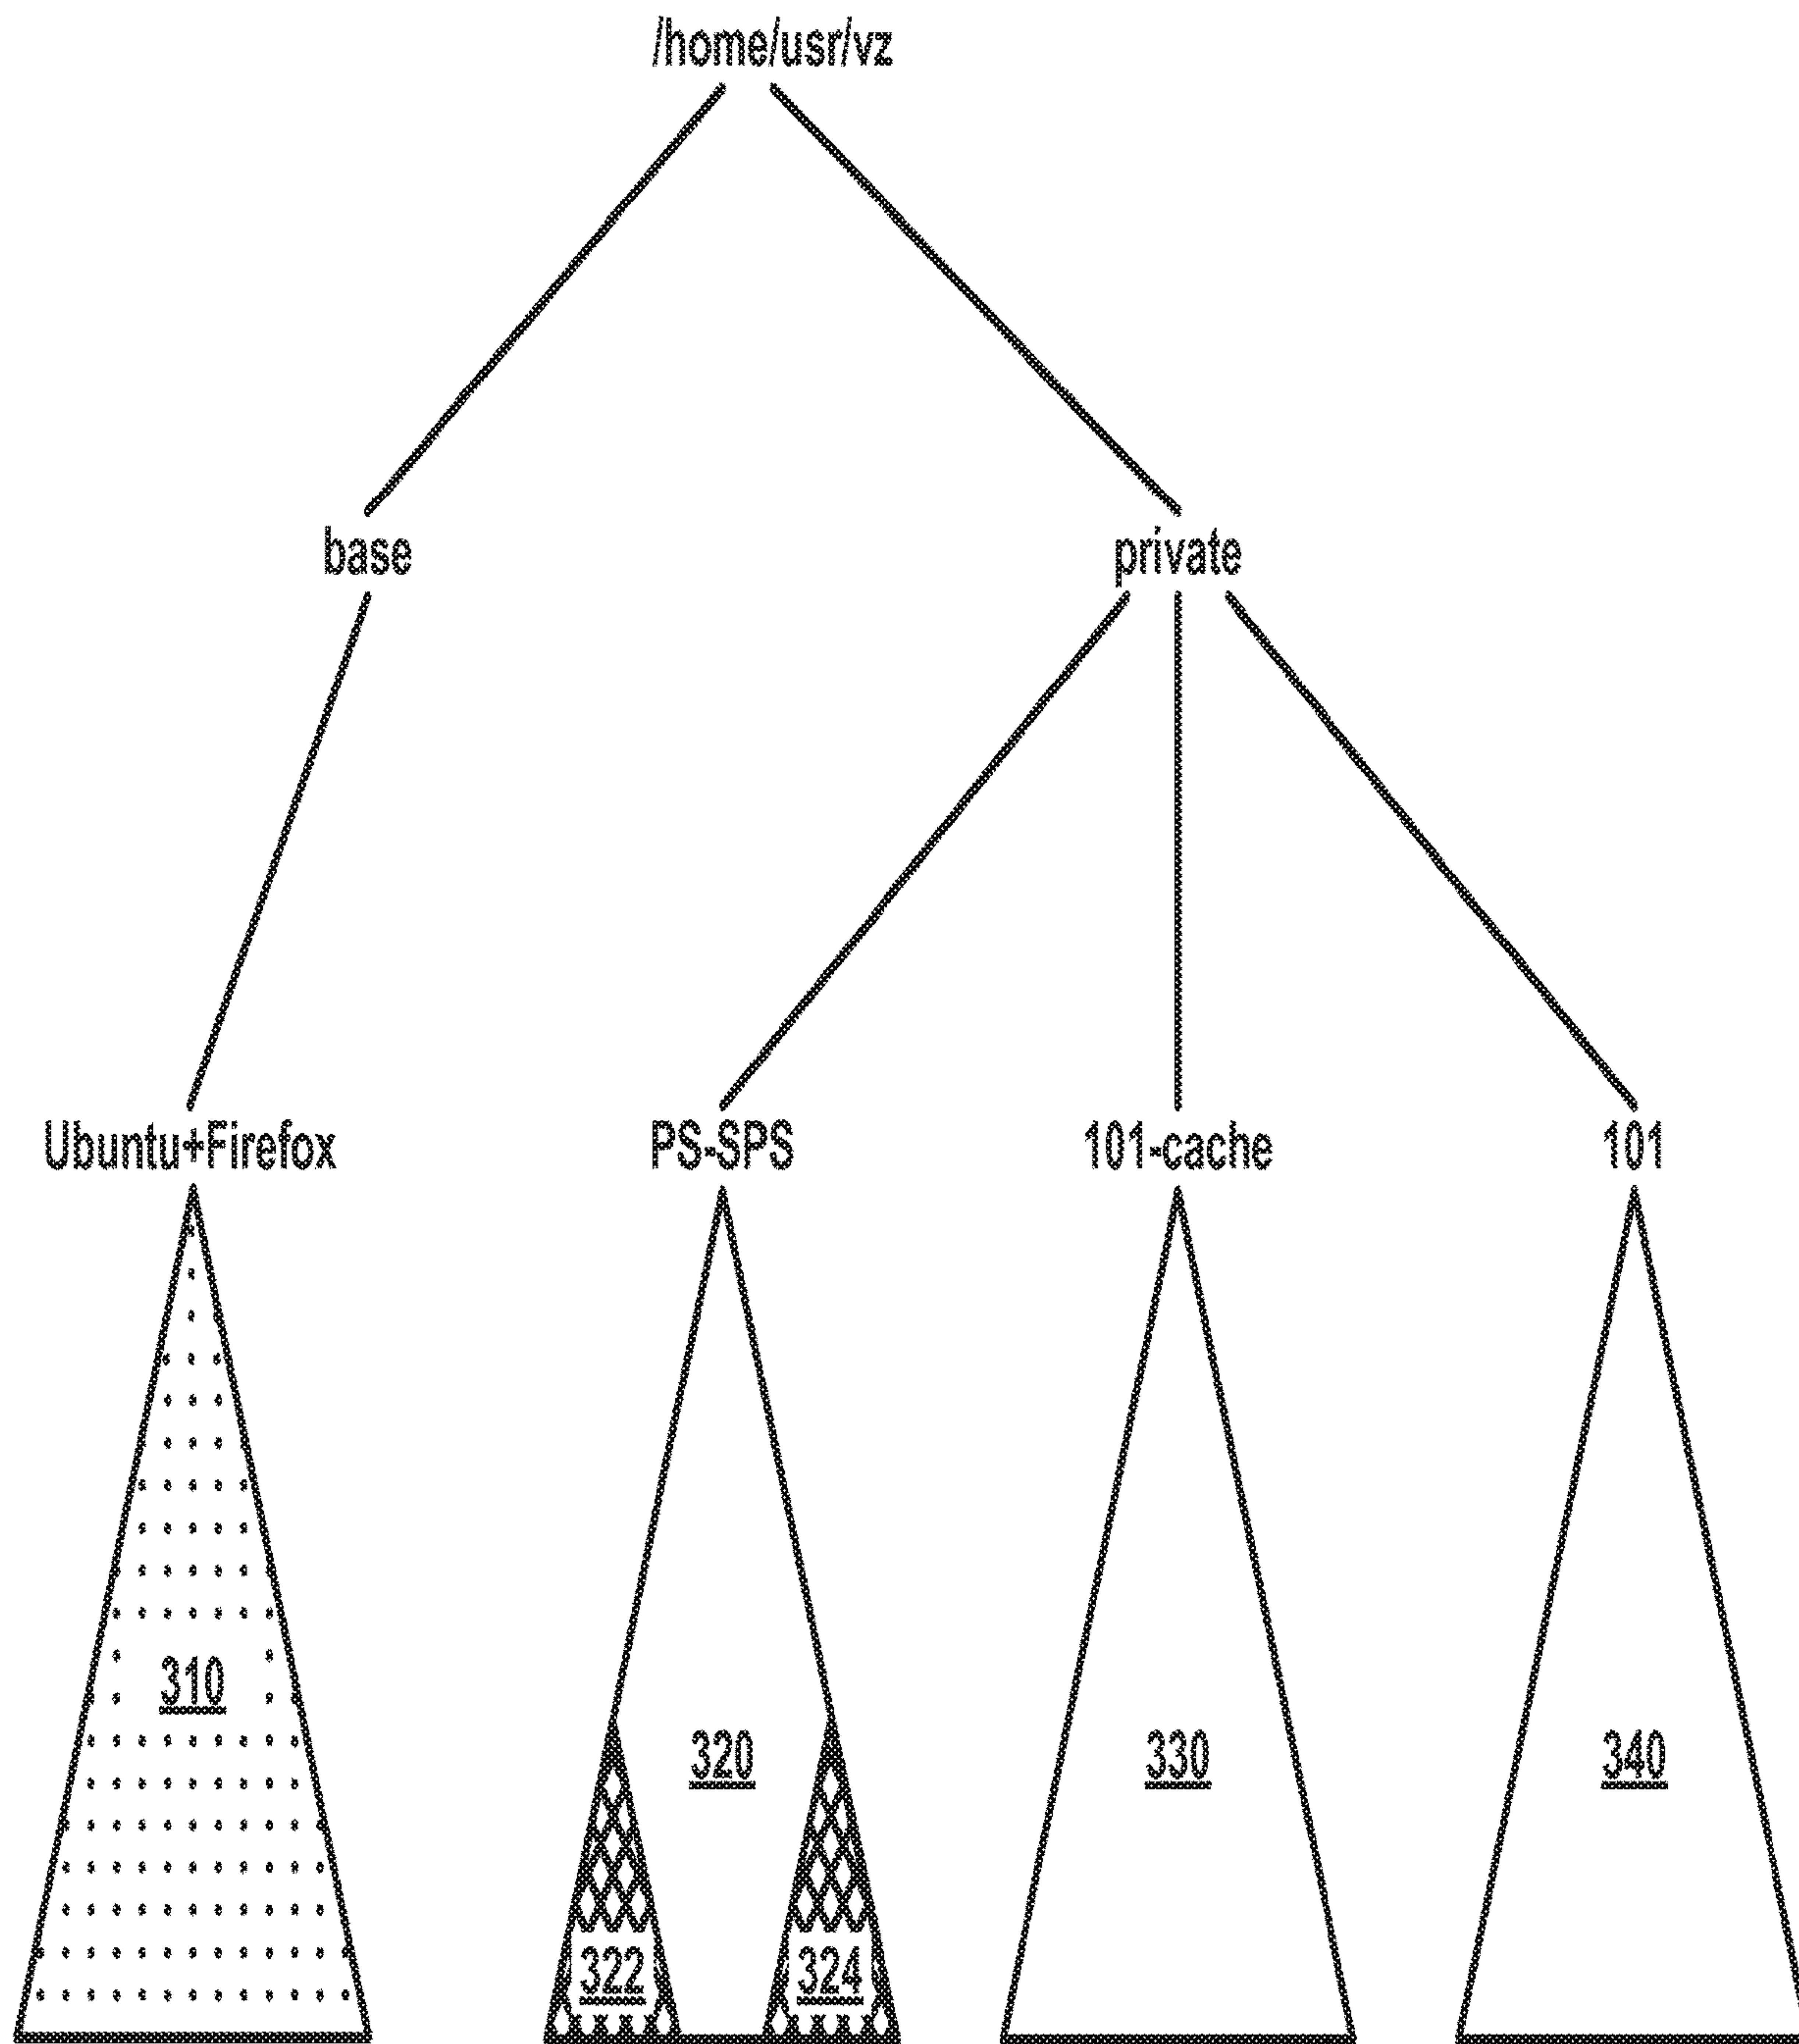 /home/usr/vz
base
private
Ubuntu+Firefox
PS-SPS
101-cache
101
310
320
330
340
322
324